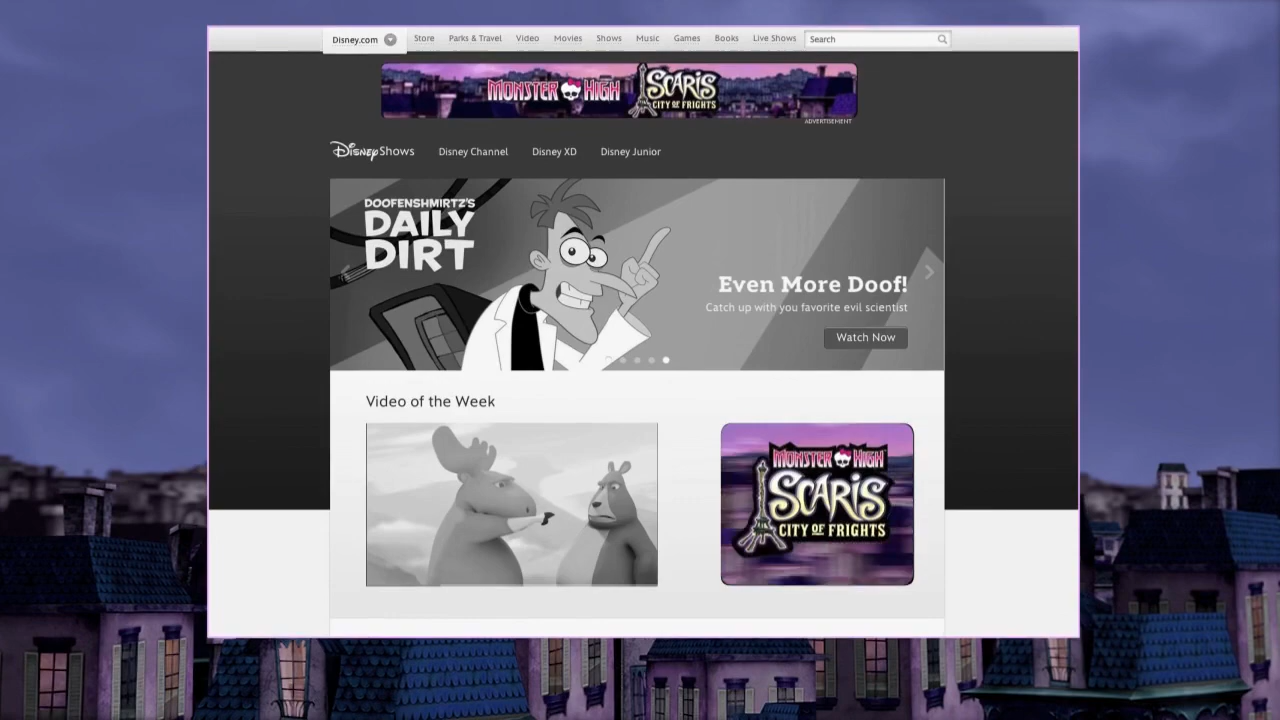 Disney.com
Store
Parks & Travel
Video
Movies
Shows
Music
Games
Books
Live Shows
Search
MONSTER HIGH
SCARIS
CITY OF FRIGHTS
ADVERTISEMENT
Disney Shows
Disney Channel
Disney XD
Disney Junior
DOOFENSHMIRTZ'S
DAILY
DIRT
Even More Doof!
Catch up with you favorite evil scientist
Watch Now
Video of the Week
MONSTER HIGH
SCARIS
CITY OF FRIGHTS